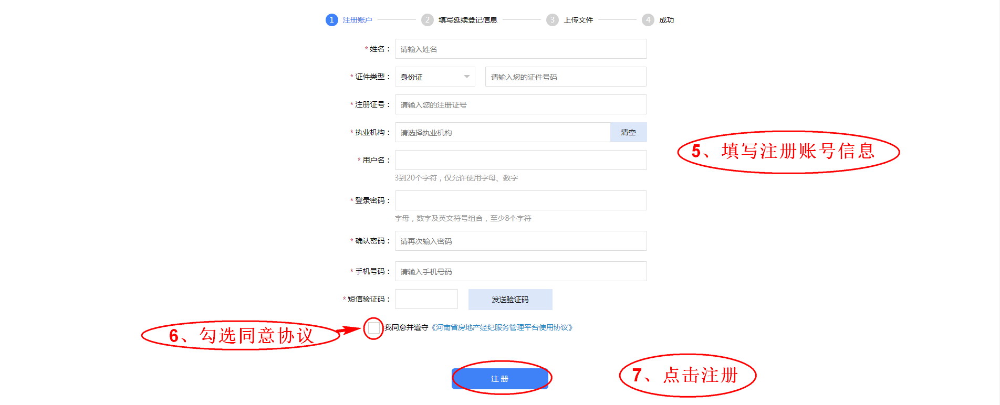 1 注册账户 2 填写延续登记信息 3 上传文件 4 成功
* 姓名： 请输入姓名
* 证件类型： 身份证 请输入您的证件号码
* 注册证号： 请输入您的注册证号
* 执业机构： 请选择执业机构 清空
5、填写注册账号信息
* 用户名：
3到20个字符，仅允许使用字母、数字
* 登录密码：
字母，数字及英文符号组合，至少8个字符
* 确认密码： 请再次输入密码
* 手机号码： 请输入手机号码
* 短信验证码： 发送验证码
6、勾选同意协议 我同意并遵守《河南省房地产经纪服务管理平台使用协议》
注 册 7、点击注册